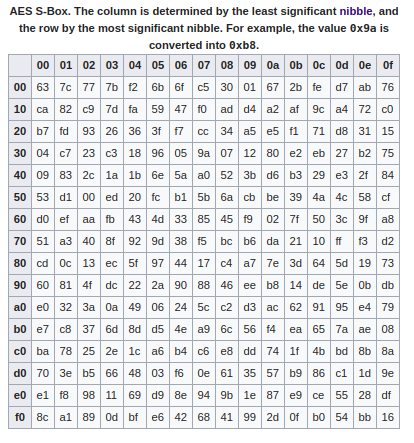 AES S-Box. The column is determined by the least significant nibble, and
the row by the most significant nibble. For example, the value 0x9a is
converted into 0xb8.
00 01 02 03 04 05 06 07 08 09 0a 0b 0c 0d 0e 0f
00 63 7c 77 7b f2 6b 6f c5 30 01 67 2b fe d7 ab 76
10 ca 82 c9 7d fa 59 47 f0 ad d4 a2 af 9c a4 72 c0
20 b7 fd 93 26 36 3f f7 cc 34 a5 e5 f1 71 d8 31 15
30 04 c7 23 c3 18 96 05 9a 07 12 80 e2 eb 27 b2 75
40 09 83 2c 1a 1b 6e 5a a0 52 3b d6 b3 29 e3 2f 84
50 53 d1 00 ed 20 fc b1 5b 6a cb be 39 4a 4c 58 cf
60 d0 ef aa fb 43 4d 33 85 45 f9 02 7f 50 3c 9f a8
70 51 a3 40 8f 92 9d 38 f5 bc b6 da 21 10 ff f3 d2
80 cd 0c 13 ec 5f 97 44 17 c4 a7 7e 3d 64 5d 19 73
90 60 81 4f dc 22 2a 90 88 46 ee b8 14 de 5e 0b db
a0 e0 32 3a 0a 49 06 24 5c c2 d3 ac 62 91 95 e4 79
b0 e7 c8 37 6d 8d d5 4e a9 6c 56 f4 ea 65 7a ae 08
c0 ba 78 25 2e 1c a6 b4 c6 e8 dd 74 1f 4b bd 8b 8a
d0 70 3e b5 66 48 03 f6 0e 61 35 57 b9 86 c1 1d 9e
e0 e1 f8 98 11 69 d9 8e 94 9b 1e 87 e9 ce 55 28 df
f0 8c a1 89 0d bf e6 42 68 41 99 2d 0f b0 54 bb 16